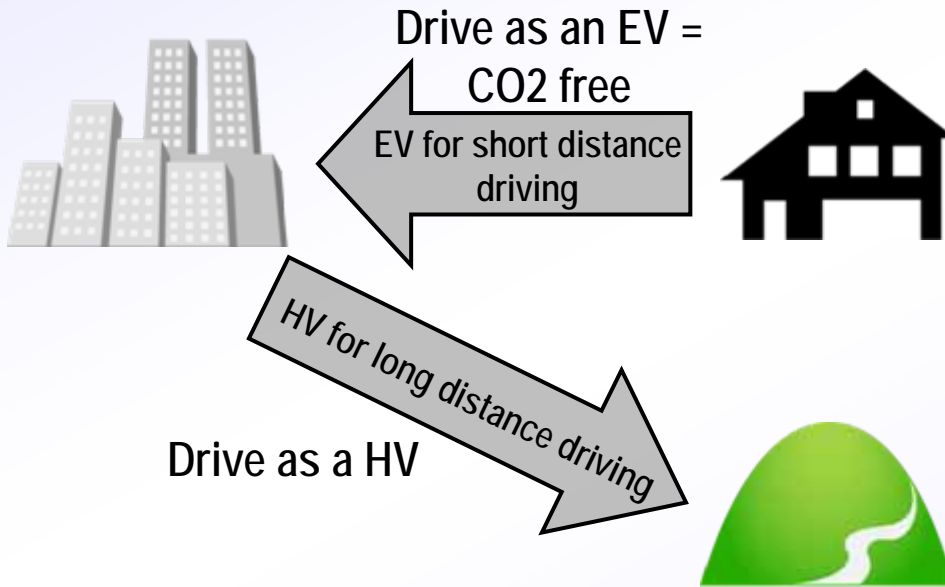 Drive as an EV =
CO2 free
EV for short distance
driving
HV for long distance driving
Drive as a HV